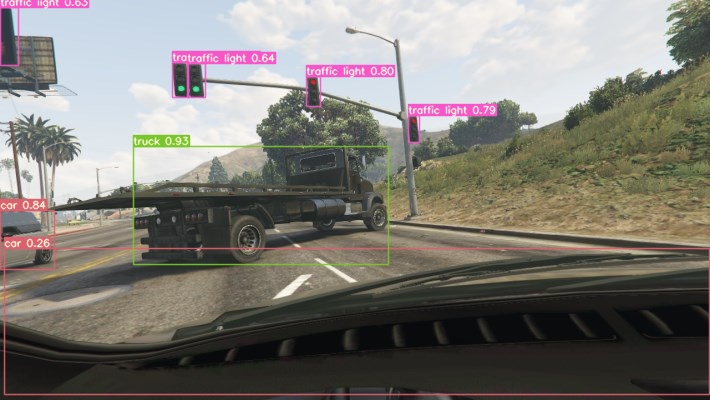 traffic light 0.63
tra
traffic light 0.64
traffic light 0.80
traffic light 0.79
truck 0.93
car 0.84
car 0.26